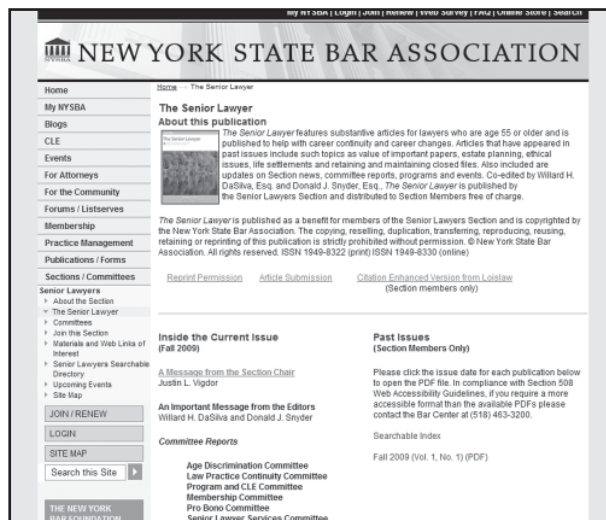 My NYSBA | Login | Join | Renew | Web Survey | FAQ | Online Store | Search
NYSBA
NEW YORK STATE BAR ASSOCIATION
Home
My NYSBA
Blogs
CLE
Events
For Attorneys
For the Community
Forums / Listserves
Membership
Practice Management
Publications / Forms
Sections / Committees
Senior Lawyers
About the Section
The Senior Lawyer
Committees
Join this Section
Materials and Web Links of
Interest
Senior Lawyers Searchable
Directory
Upcoming Events
Site Map
JOIN / RENEW
LOGIN
SITE MAP
Search this Site
THE NEW YORK
BAR FOUNDATION
Home → The Senior Lawyer
The Senior Lawyer
About this publication
The Senior Lawyer
The Senior Lawyer features substantive articles for lawyers who are age 55 or older and is
published to help with career continuity and career changes. Articles that have appeared in
past issues include such topics as value of important papers, estate planning, ethical
issues, life settlements and retaining and maintaining closed files. Also included are
updates on Section news, committee reports, programs and events. Co-edited by Willard H.
DaSilva, Esq. and Donald J. Snyder, Esq., The Senior Lawyer is published by
the Senior Lawyers Section and distributed to Section Members free of charge.
The Senior Lawyer is published as a benefit for members of the Senior Lawyers Section and is copyrighted by
the New York State Bar Association. The copying, reselling, duplication, transferring, reproducing, reusing,
retaining or reprinting of this publication is strictly prohibited without permission. © New York State Bar
Association. All rights reserved. ISSN 1949-8322 (print) ISSN 1949-8330 (online)
Reprint Permission Article Submission Citation Enhanced Version from Loislaw
(Section members only)
Inside the Current Issue
(Fall 2009)
A Message from the Section Chair
Justin L. Vigdor
An Important Message from the Editors
Willard H. DaSilva and Donald J. Snyder
Committee Reports
Age Discrimination Committee
Law Practice Continuity Committee
Program and CLE Committee
Membership Committee
Pro Bono Committee
Senior Lawyer Services Committee
Past Issues
(Section Members Only)
Please click the issue date for each publication below
to open the PDF file. In compliance with Section 508
Web Accessibility Guidelines, if you require a more
accessible format than the available PDFs please
contact the Bar Center at (518) 463-3200.
Searchable Index
Fall 2009 (Vol. 1, No. 1) (PDF)